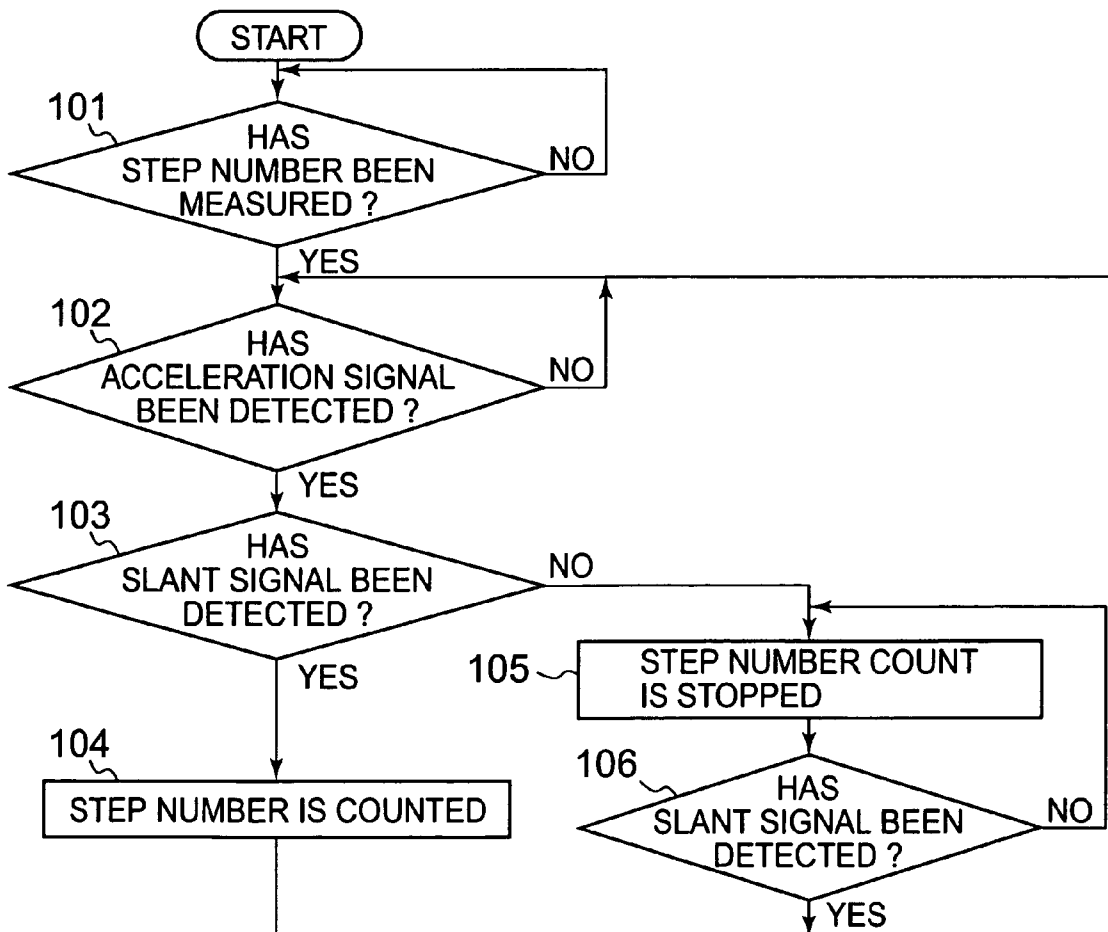 START
101
HAS
STEP NUMBER BEEN
MEASURED ?
NO
YES
102
HAS
ACCELERATION SIGNAL
BEEN DETECTED ?
NO
YES
103
HAS
SLANT SIGNAL BEEN
DETECTED ?
NO
YES
105
STEP NUMBER COUNT
IS STOPPED
104
STEP NUMBER IS COUNTED
106
HAS
SLANT SIGNAL BEEN
DETECTED ?
NO
YES